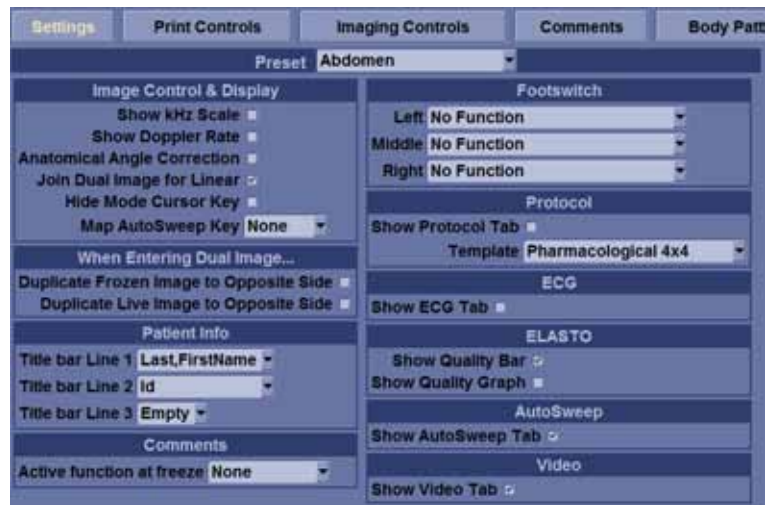 Settings
Print Controls
Imaging Controls
Comments
Body Patt
Preset Abdomen
Image Control & Display
Show kHz Scale
Show Doppler Rate
Anatomical Angle Correction
Join Dual Image for Linear
Hide Mode Cursor Key
Map AutoSweep Key None
When Entering Dual Image...
Duplicate Frozen Image to Opposite Side
Duplicate Live Image to Opposite Side
Patient Info
Title bar Line 1 Last,FirstName
Title bar Line 2 Id
Title bar Line 3 Empty
Comments
Active function at freeze None
Footswitch
Left No Function
Middle No Function
Right No Function
Protocol
Show Protocol Tab
Template Pharmacological 4x4
ECG
Show ECG Tab
ELASTO
Show Quality Bar
Show Quality Graph
AutoSweep
Show AutoSweep Tab
Video
Show Video Tab